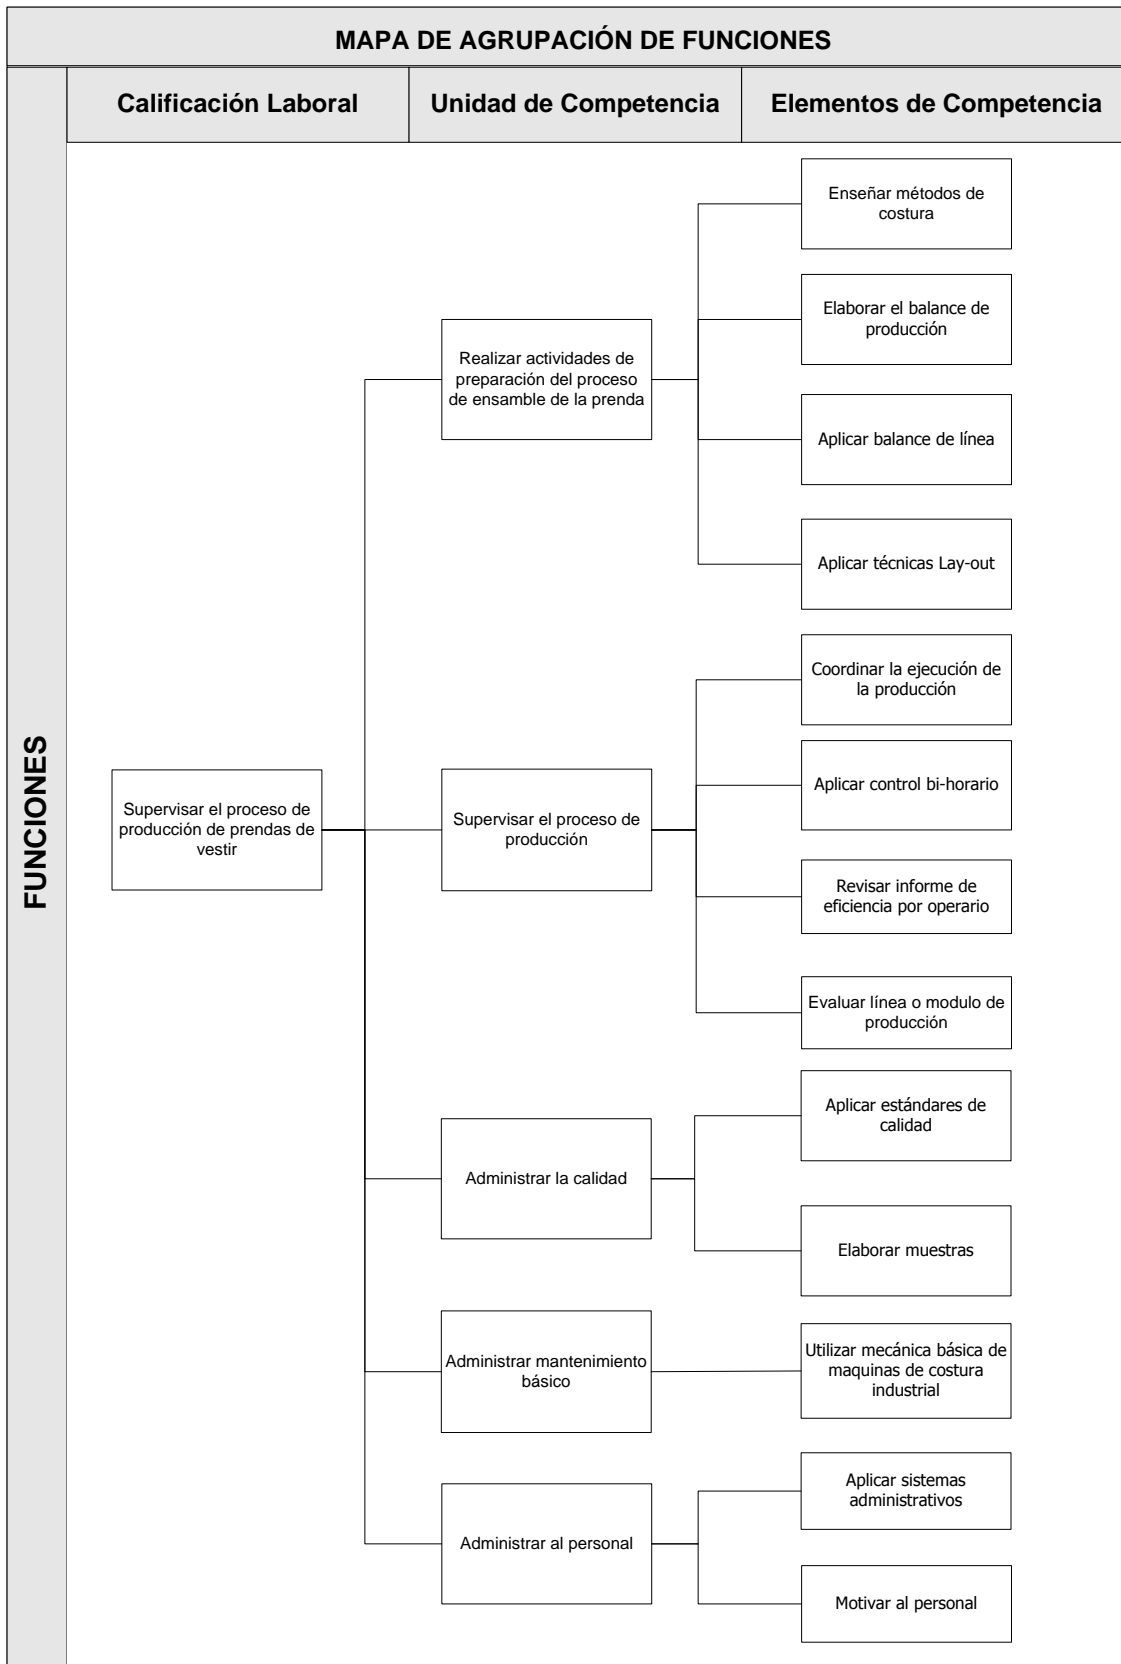 MAPA DE AGRUPACIÓN DE FUNCIONES
FUNCIONES
Calificación Laboral
Unidad de Competencia
Elementos de Competencia
Supervisar el proceso de
producción de prendas de
vestir
Realizar actividades de
preparación del proceso
de ensamble de la prenda
Enseñar métodos de
costura
Elaborar el balance de
producción
Aplicar balance de línea
Aplicar técnicas Lay-out
Supervisar el proceso de
producción
Coordinar la ejecución de
la producción
Aplicar control bi-horario
Revisar informe de
eficiencia por operario
Evaluar línea o modulo de
producción
Administrar la calidad
Aplicar estándares de
calidad
Elaborar muestras
Administrar mantenimiento
básico
Utilizar mecánica básica de
maquinas de costura
industrial
Administrar al personal
Aplicar sistemas
administrativos
Motivar al personal